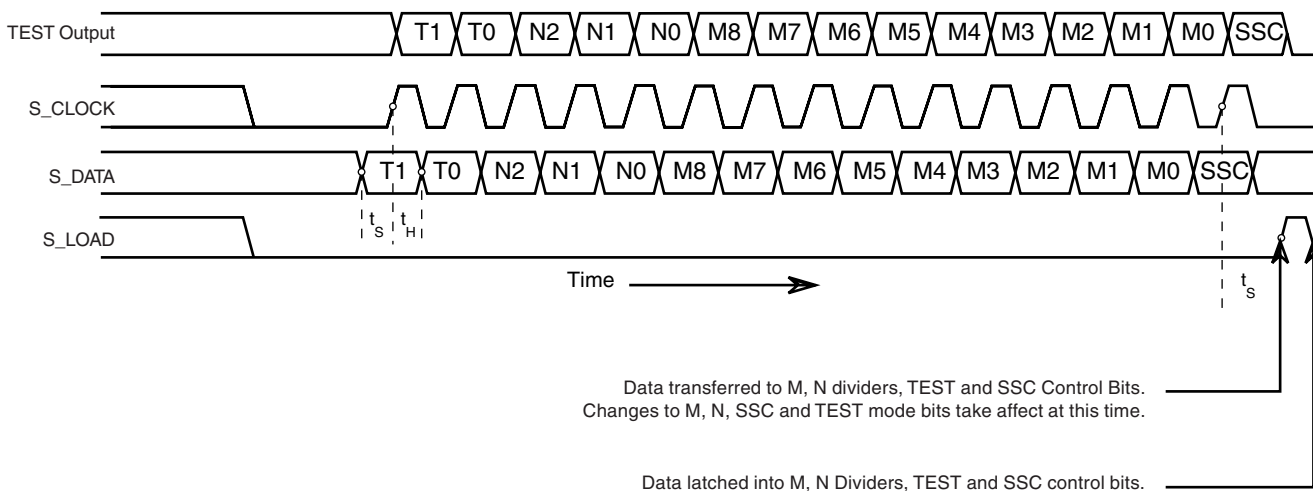 TEST Output T1 T0 N2 N1 N0 M8 M7 M6 M5 M4 M3 M2 M1 M0 SSC
S_CLOCK
S_DATA T1 T0 N2 N1 N0 M8 M7 M6 M5 M4 M3 M2 M1 M0 SSC
tS tH
S_LOAD
Time
tS
Data transferred to M, N dividers, TEST and SSC Control Bits.
Changes to M, N, SSC and TEST mode bits take affect at this time.
Data latched into M, N Dividers, TEST and SSC control bits.